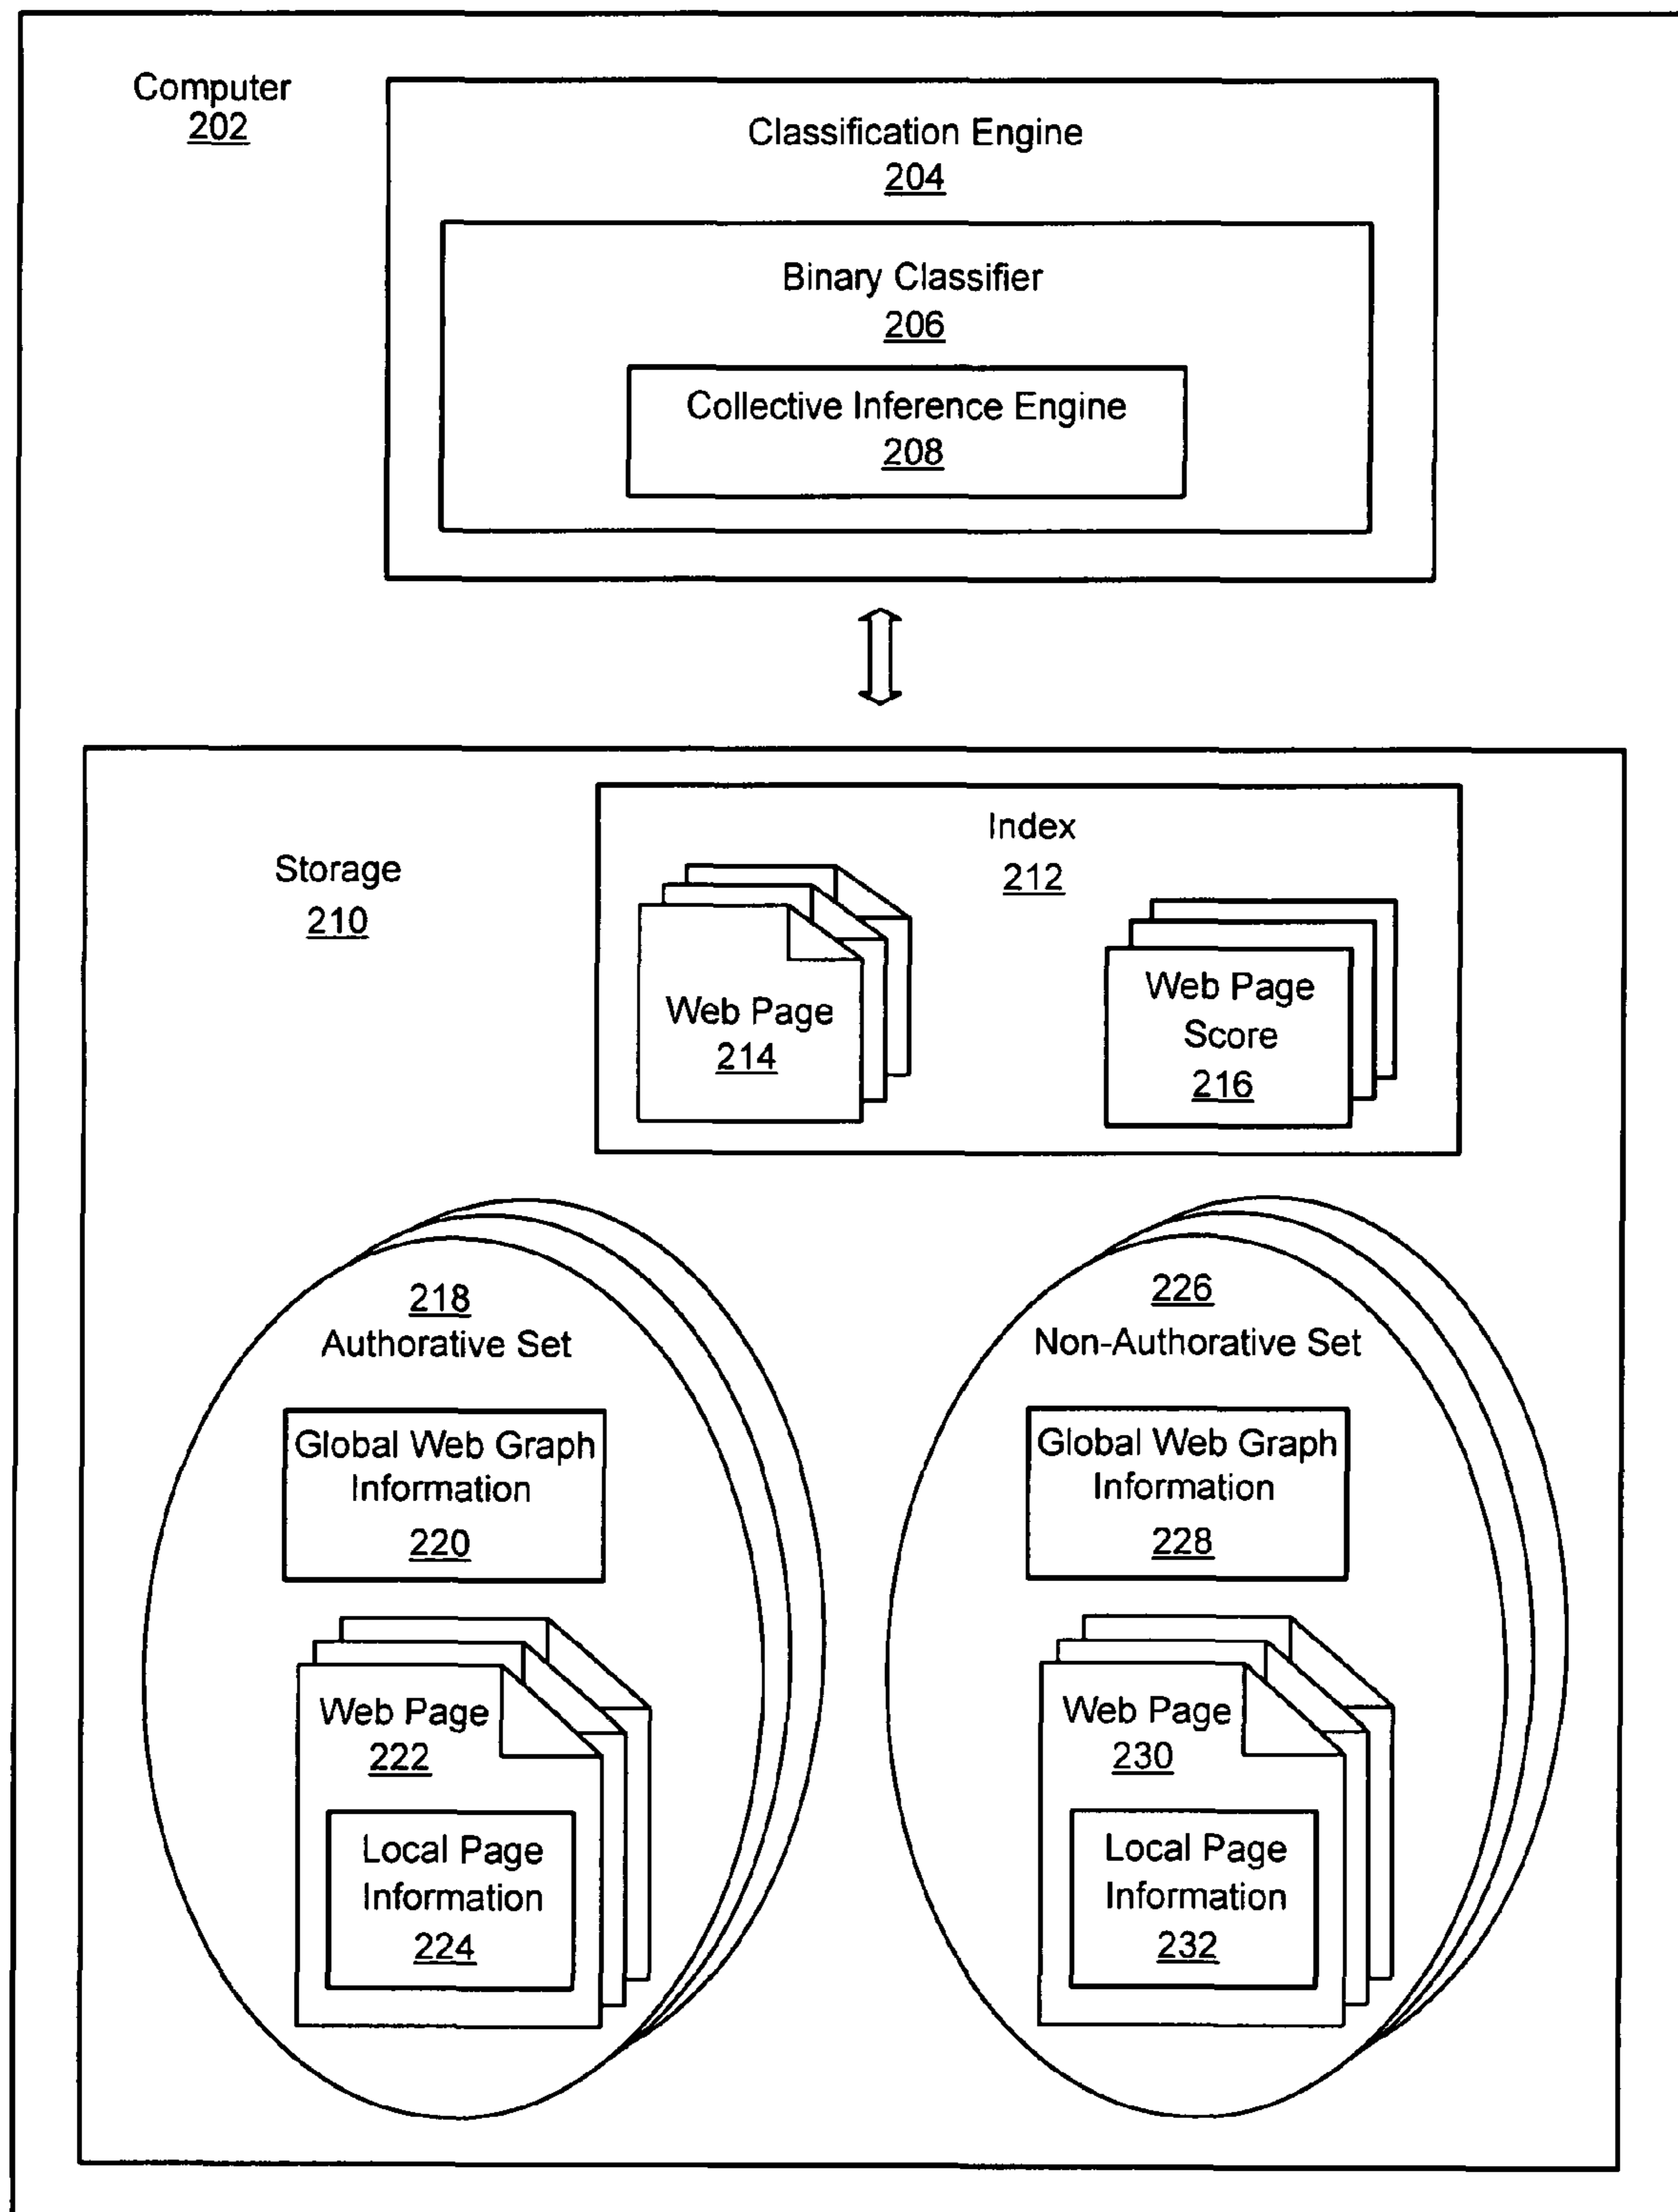 Computer
202
Classification Engine
204
Binary Classifier
206
Collective Inference Engine
208
Storage
210
Index
212
Web Page
214
Web Page
Score
216
218
Authorative Set
Global Web Graph
Information
220
Web Page
222
Local Page
Information
224
226
Non-Authorative Set
Global Web Graph
Information
228
Web Page
230
Local Page
Information
232